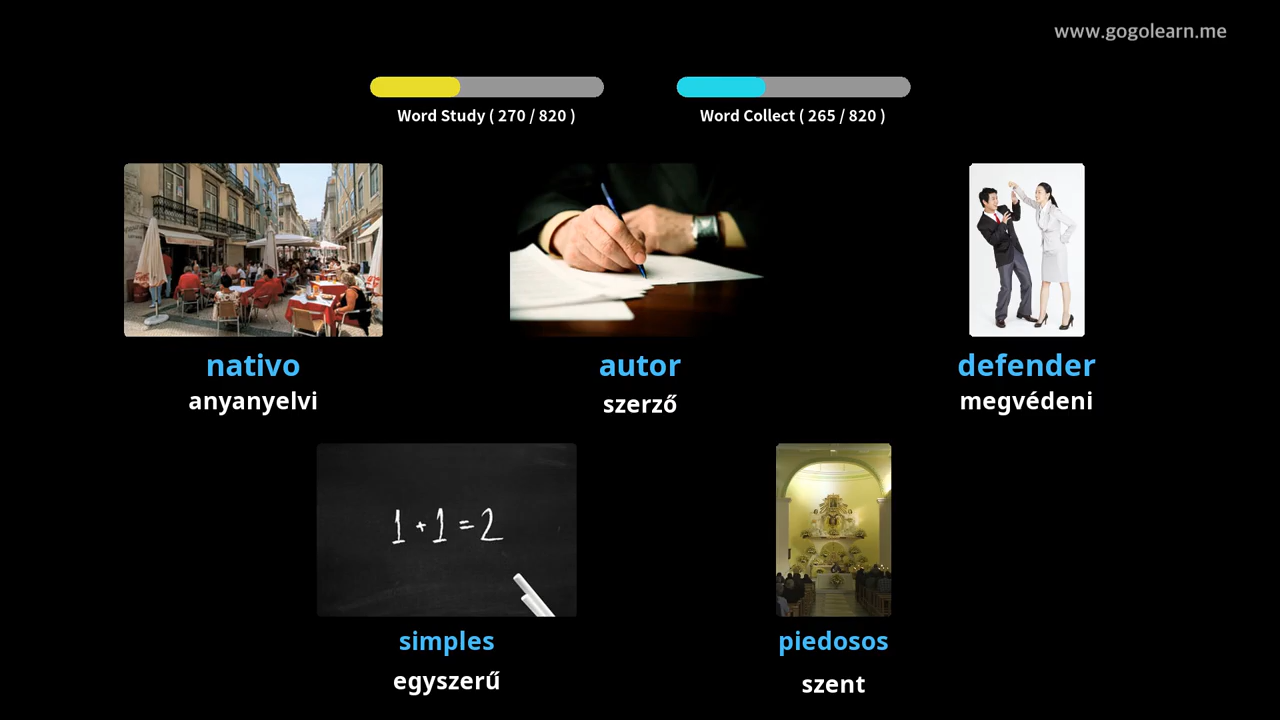 www.gogolearn.me
Word Study ( 270 / 820 )
Word Collect ( 265 / 820 )
nativo
anyanyelvi
autor
szerző
defender
megvédeni
1 + 1 = 2
simples
egyszerű
piedosos
szent